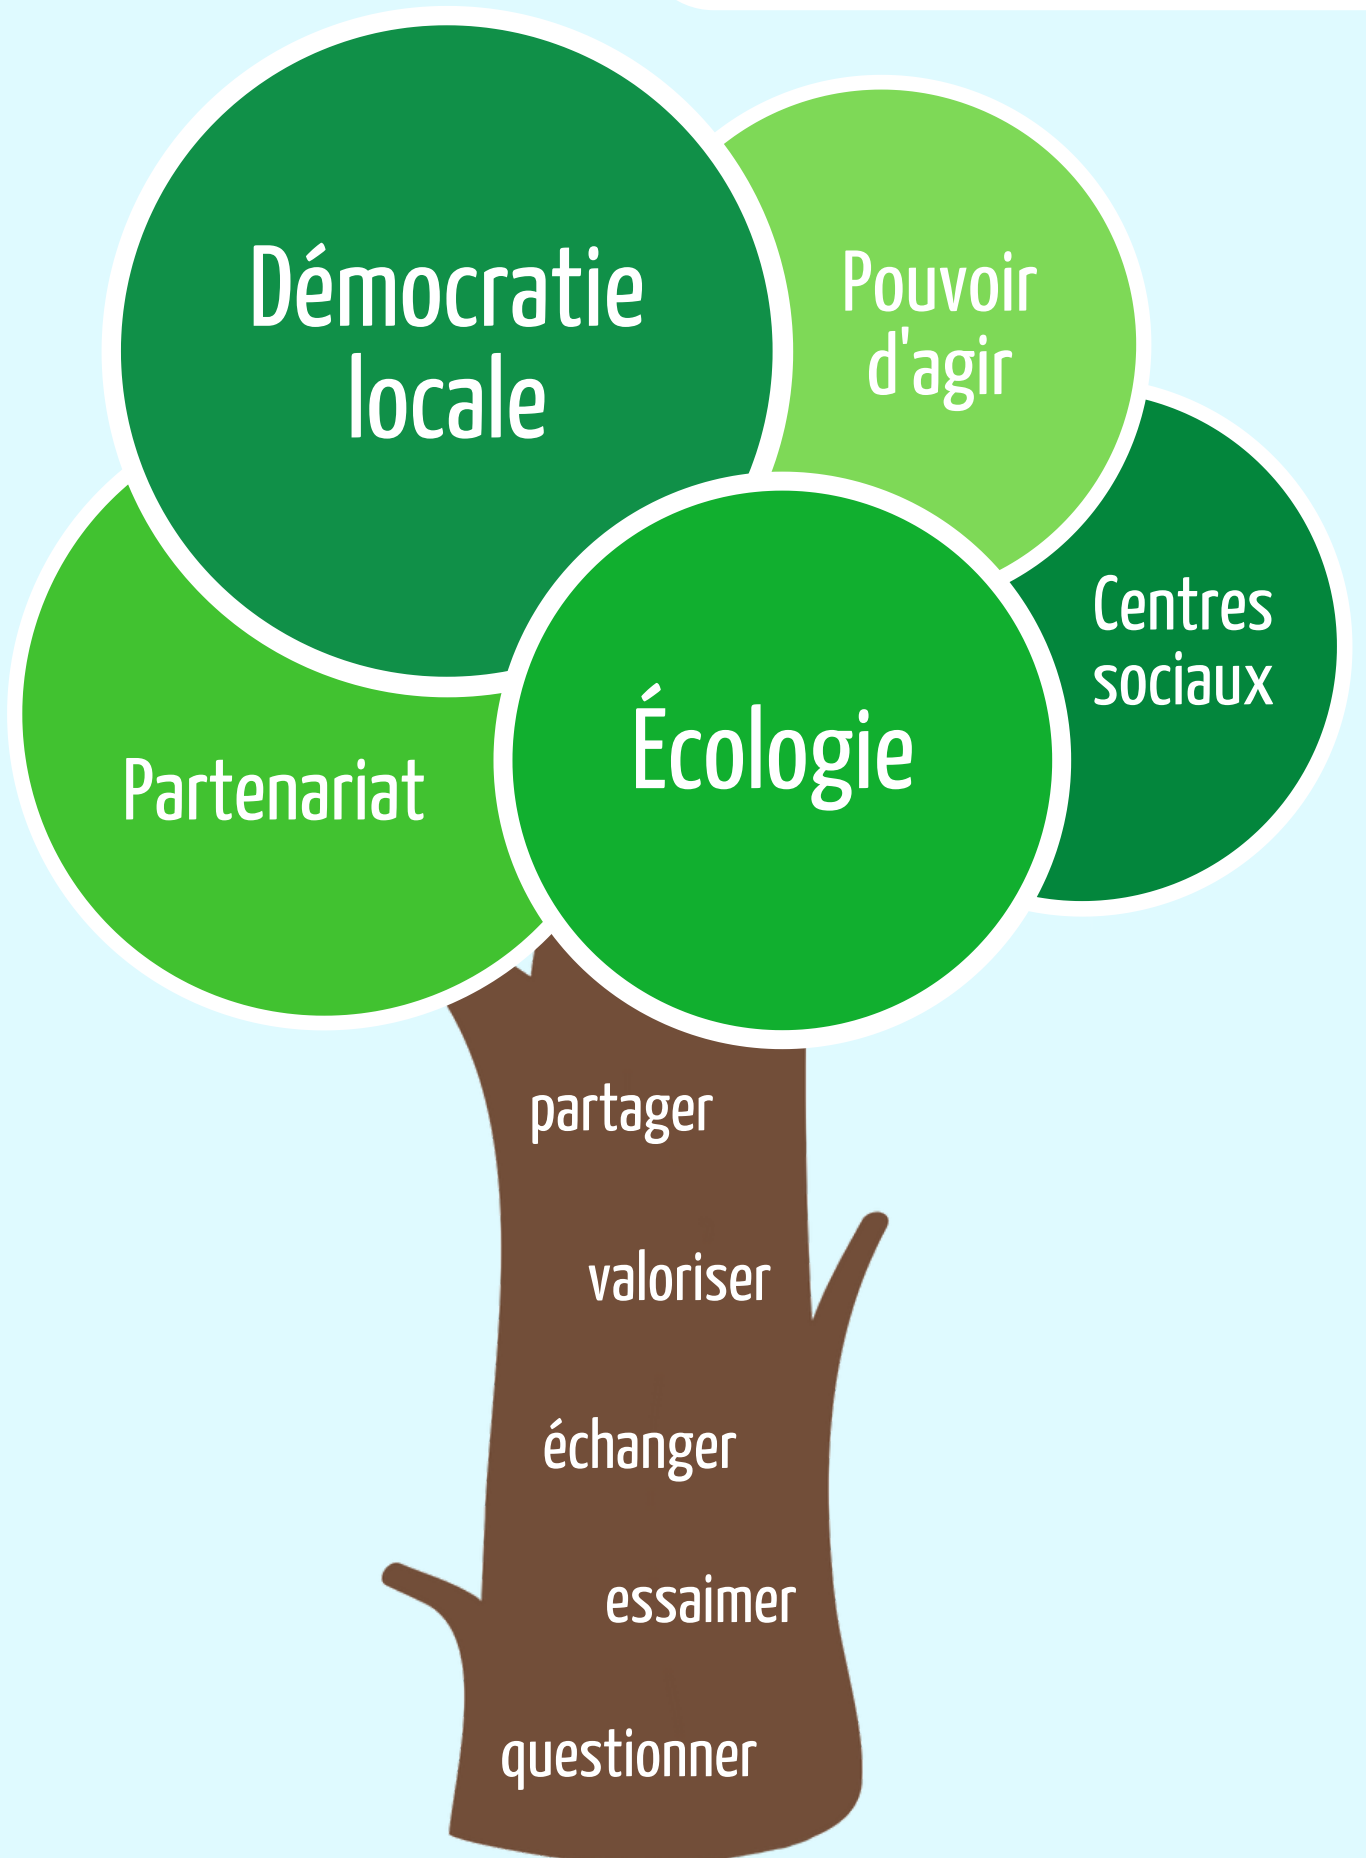 Démocratie
locale
Pouvoir
d'agir
Centres
sociaux
Partenariat
Écologie
partager
valoriser
échanger
essaimer
questionner